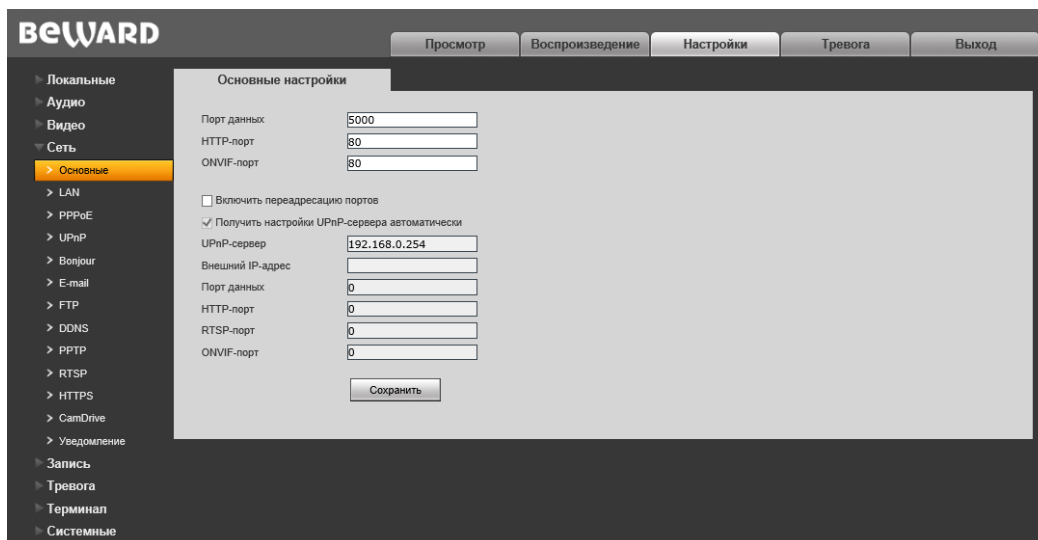 BEWARD
Просмотр
Воспроизведение
Настройки
Тревога
Выход
Локальные
Аудио
Видео
Сеть
Основные
LAN
PPPoE
UPnP
Bonjour
E-mail
FTP
DDNS
PPTP
RTSP
HTTPS
CamDrive
Уведомление
Запись
Тревога
Терминал
Системные
Основные настройки
Порт данных 5000
HTTP-порт 80
ONVIF-порт 80
Включить переадресацию портов
Получить настройки UPnP-сервера автоматически
UPnP-сервер 192.168.0.254
Внешний IP-адрес
Порт данных 0
HTTP-порт 0
RTSP-порт 0
ONVIF-порт 0
Сохранить